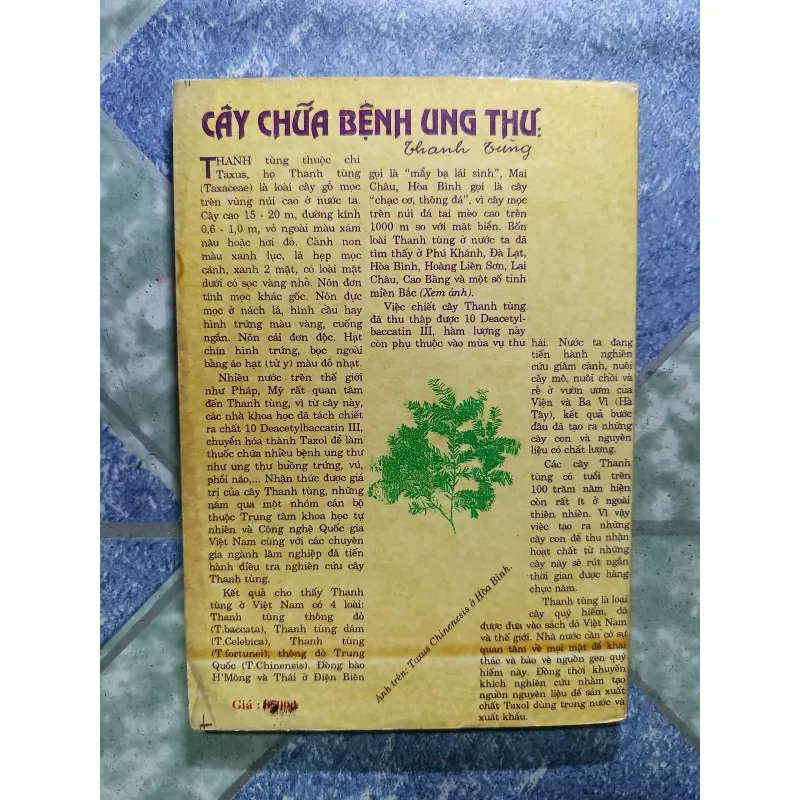 CÂY CHỮA BỆNH UNG THƯ:
Thanh Tùng
THANH tùng thuộc chi
Taxus, họ Thanh tùng
(Taxaceae) là loài cây gỗ mọc
trên vùng núi cao ở nước ta.
Cây cao 15 - 20 m, đường kính
0,6 - 1,0 m, vỏ ngoài màu xám
nâu hoặc hơi đỏ. Cành non
màu xanh lục, lá hẹp mọc
cánh, xanh 2 mặt, có loài mặt
dưới có sọc vàng nhỏ. Nõn đơn
tính mọc khác gốc. Nõn đực
mọc ở nách lá, hình cầu hay
hình trứng màu vàng, cuống
ngắn. Nõn cái đơn độc. Hạt
chín hình trứng, bọc ngoài
bằng áo hạt (tử y) màu đỏ nhạt.
Nhiều nước trên thế giới
như Pháp, Mỹ rất quan tâm
đến Thanh tùng, vì từ cây này,
các nhà khoa học đã tách chiết
ra chất 10 Deacetylbaccatin III,
chuyển hóa thành Taxol để làm
thuốc chữa nhiều bệnh ung thư
như ung thư buồng trứng, vú,
phổi não,... Nhận thức được giá
trị của cây Thanh tùng, những
năm qua một nhóm cán bộ
thuộc Trung tâm khoa học tự
nhiên và Công nghệ Quốc gia
Việt Nam cùng với các chuyên
gia ngành lâm nghiệp đã tiến
hành điều tra nghiên cứu cây
Thanh tùng.
Kết quả cho thấy Thanh
tùng ở Việt Nam có 4 loài:
Thanh tùng thông đỏ
(T.baccata), Thanh tùng dám
(T.Celebica), Thanh tùng
(T.fortunei), thông đỏ Trung
Quốc (T.Chinensis). Đồng bào
H'Mông và Thái ở Điện Biên
gọi là "mẩy bạ lái sinh", Mai
Châu, Hòa Bình gọi là cây
"chạc cơ, thông đá", vì cây mọc
trên núi đá tai mèo cao trên
1000 m so với mặt biển. Bốn
loài Thanh tùng ở nước ta đã
tìm thấy ở Phú Khánh, Đà Lạt,
Hòa Bình, Hoàng Liên Sơn, Lai
Châu, Cao Bằng và một số tỉnh
miền Bắc (Xem ảnh).
Việc chiết cây Thanh tùng
đã thu thập được 10 Deacetyl-
baccatin III, hàm lượng này
còn phụ thuộc vào mùa vụ thu
hái. Nước ta đang
tiến hành nghiên
cứu giâm cành, nuôi
cấy mô, nuôi chồi và
rễ ở vườn ươm của
Viện và Ba Vì (Hà
Tây), kết quả bước
đầu đã tạo ra những
cây con và nguyên
liệu có chất lượng.
Các cây Thanh
tùng có tuổi trên
100 trăm năm hiện
còn rất ít ở ngoài
thiên nhiên. Vì vậy
việc tạo ra những
cây con để thu nhận
hoạt chất từ những
cây này sẽ rút ngắn
thời gian được hàng
chục năm.
Thanh tùng là loại
cây quý hiếm, đã
được đưa vào sách đỏ Việt Nam
và thế giới. Nhà nước cần có sự
quan tâm về mọi mặt để khai
thác và bảo vệ nguồn gen quý
hiếm này. Đồng thời khuyến
khích nghiên cứu nhằm tạo
nguồn nguyên liệu để sản xuất
chất Taxol dùng trong nước và
xuất khẩu.
Ảnh trên: Taxus Chinenesis ở Hòa Bình.
Giá :